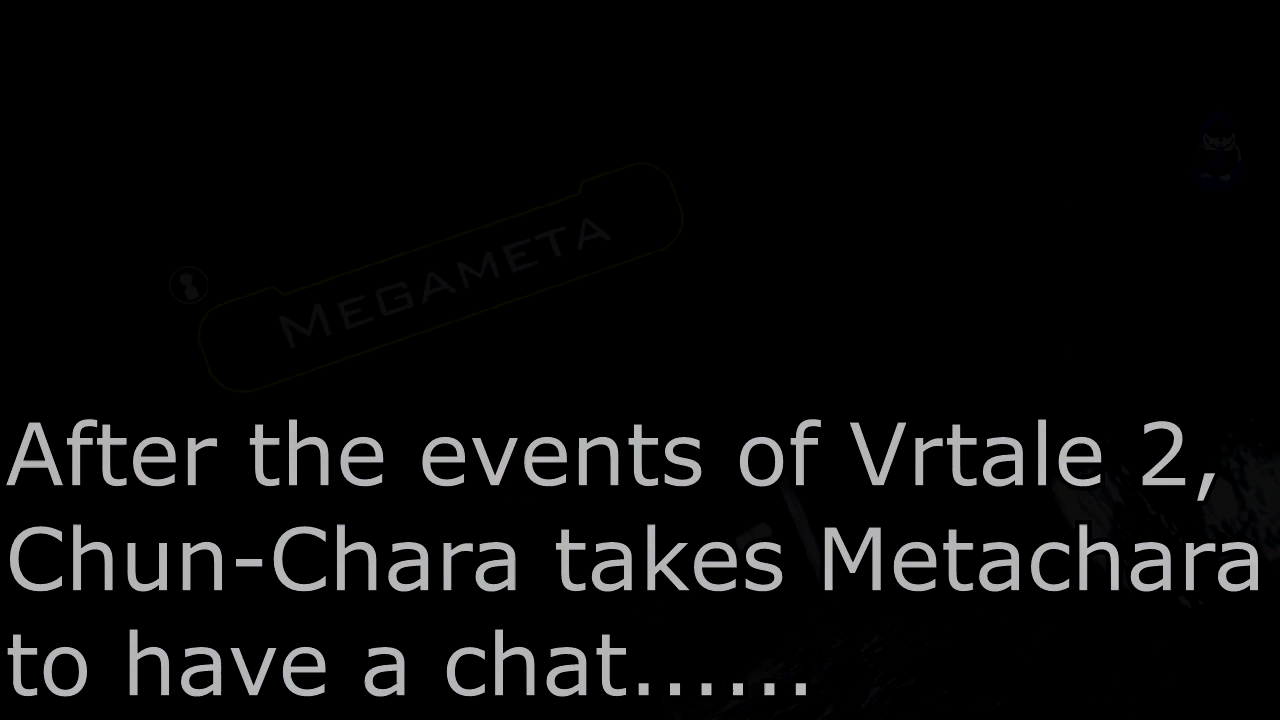 MEGAMETA
After the events of Vrtale 2,
Chun-Chara takes Metachara
to have a chat......